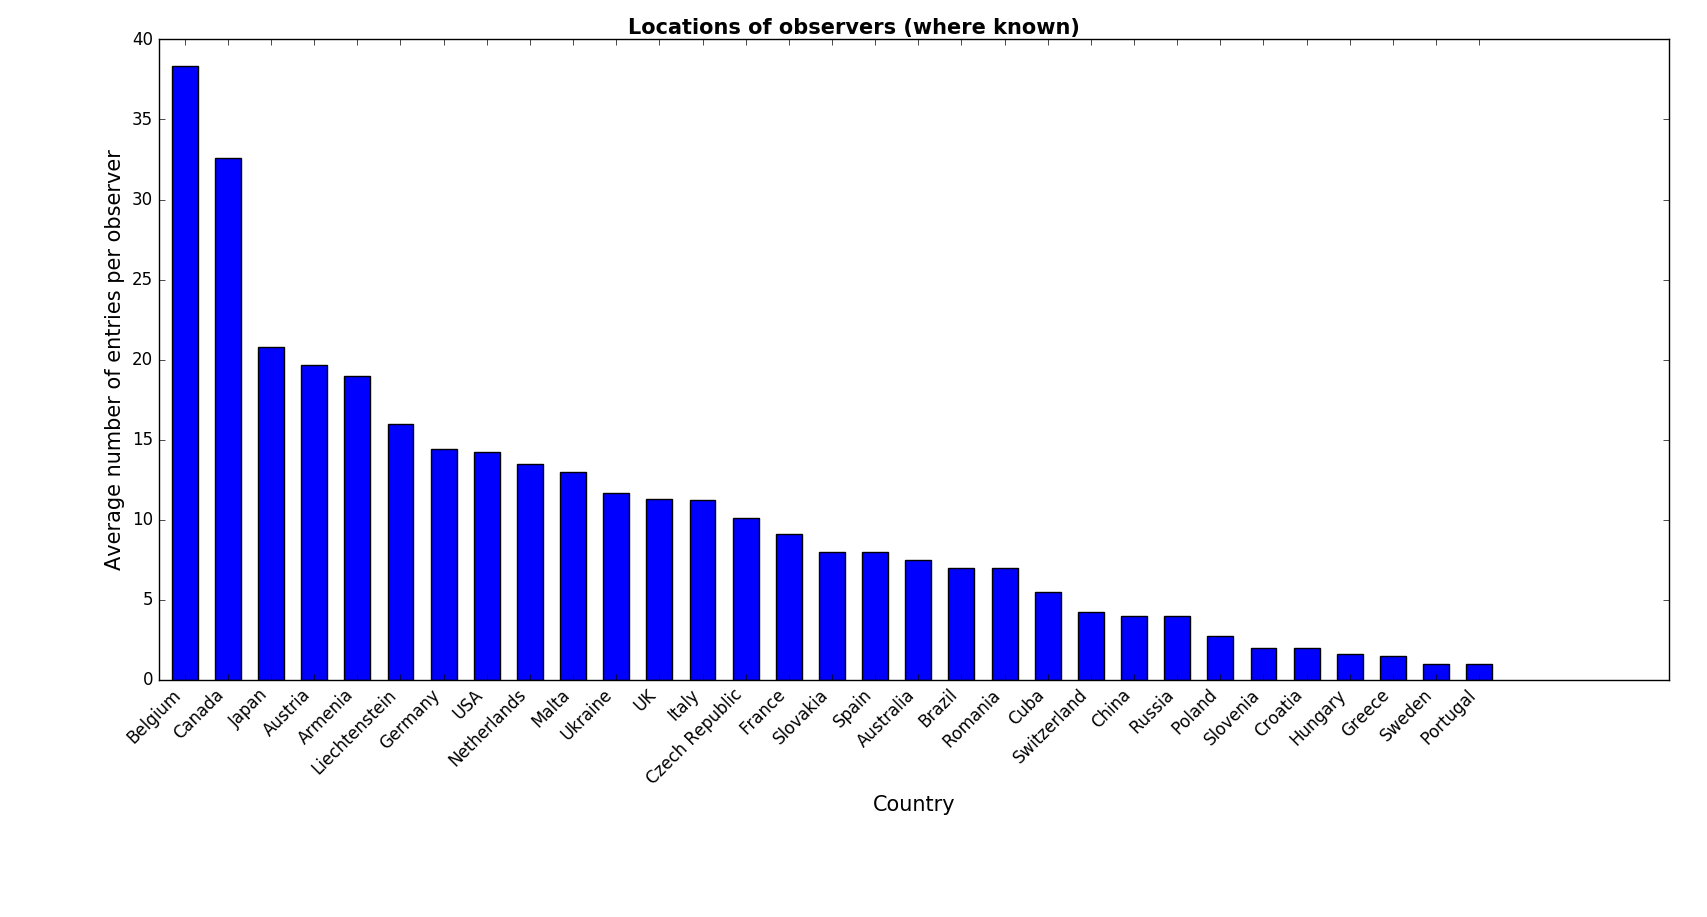 Locations of observers (where known)
40
35
30
25
20
15
10
5
0
Average number of entries per observer
Belgium
Canada
Japan
Austria
Armenia
Liechtenstein
Germany
USA
Netherlands
Malta
Ukraine
UK
Italy
Czech Republic
France
Slovakia
Spain
Australia
Brazil
Romania
Cuba
Switzerland
China
Russia
Poland
Slovenia
Croatia
Hungary
Greece
Sweden
Portugal
Country